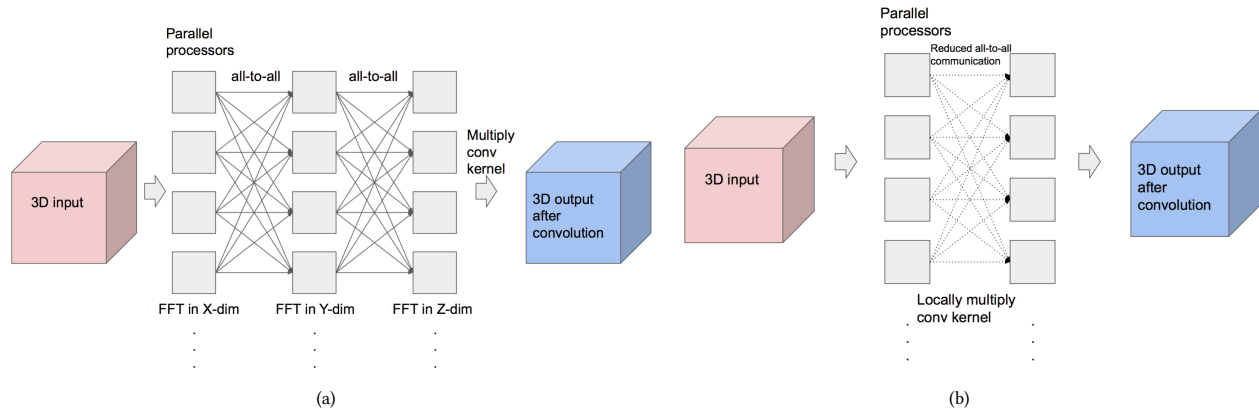 Parallel
processors
all-to-all
all-to-all
3D input
Multiply
conv
kernel
3D output
after
convolution
FFT in X-dim
FFT in Y-dim
FFT in Z-dim
(a)
Parallel
processors
Reduced all-to-all
communication
3D input
3D output
after
convolution
Locally multiply
conv kernel
(b)